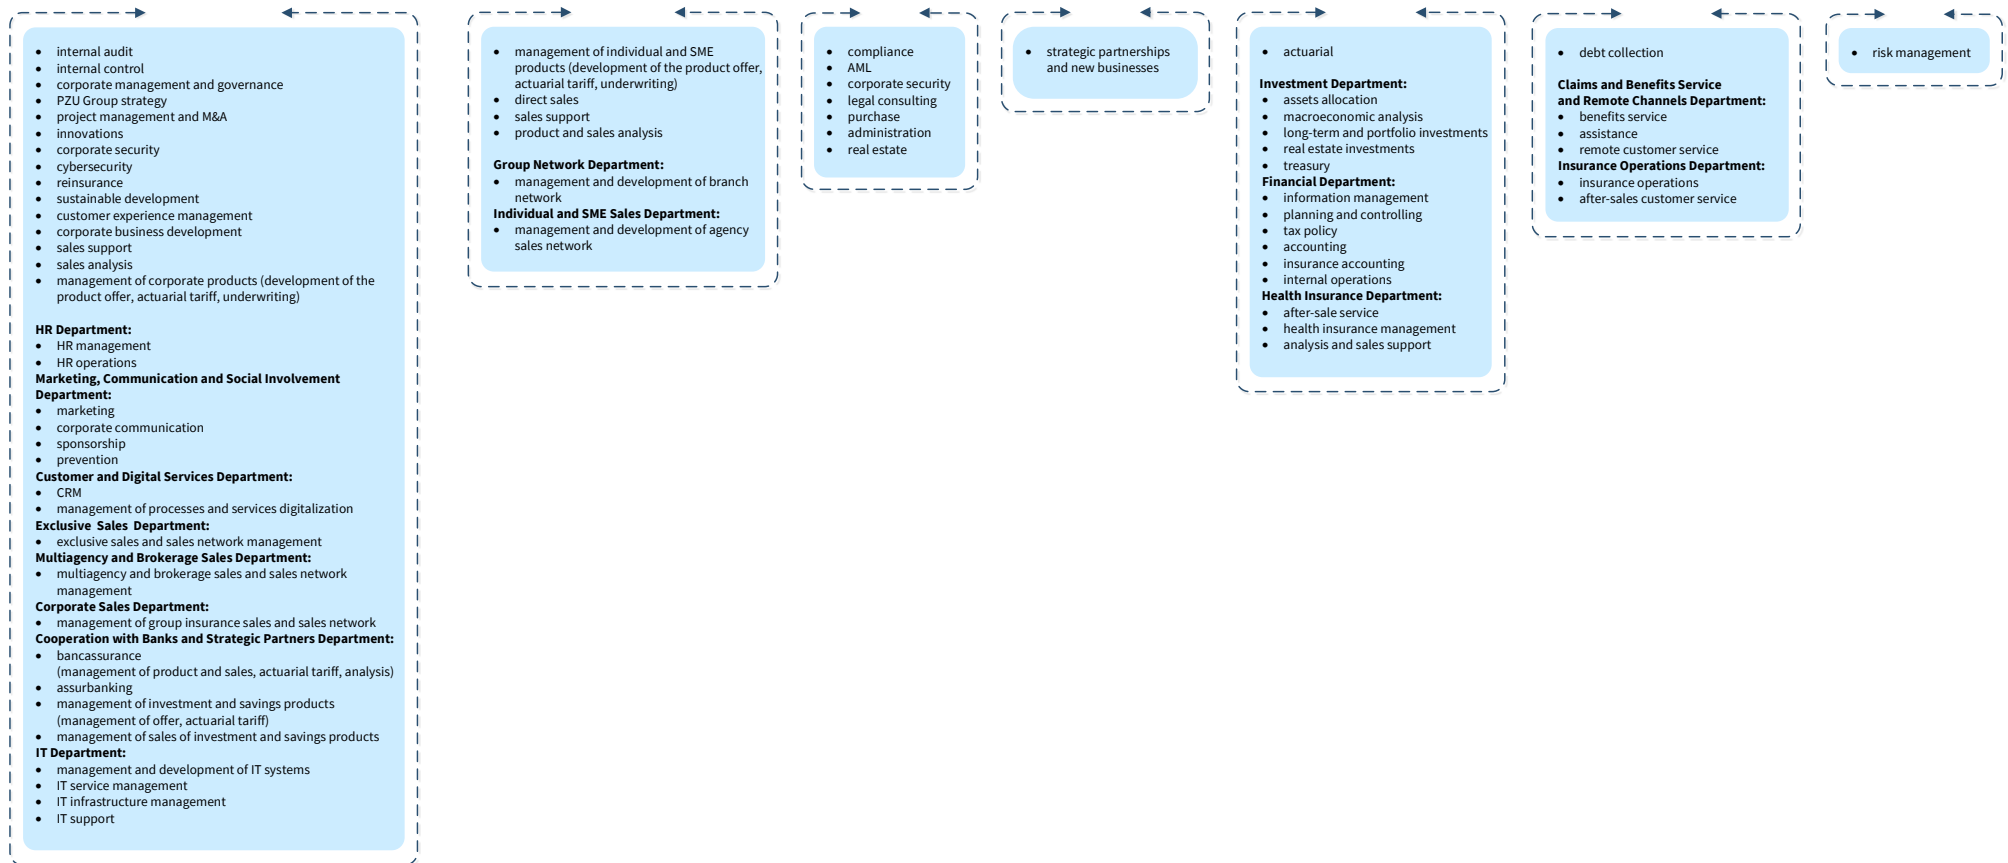 • internal audit
• internal control
• corporate management and governance
• PZU Group strategy
• project management and M&A
• innovations
• corporate security
• cybersecurity
• reinsurance
• sustainable development
• customer experience management
• corporate business development
• sales support
• sales analysis
• management of corporate products (development of the
product offer, actuarial tariff, underwriting)
HR Department:
• HR management
• HR operations
Marketing, Communication and Social Involvement
Department:
• marketing
• corporate communication
• sponsorship
• prevention
Customer and Digital Services Department:
• CRM
• management of processes and services digitalization
Exclusive Sales Department:
• exclusive sales and sales network management
Multiagency and Brokerage Sales Department:
• multiagency and brokerage sales and sales network
management
Corporate Sales Department:
• management of group insurance sales and sales network
Cooperation with Banks and Strategic Partners Department:
• bancassurance
(management of product and sales, actuarial tariff, analysis)
• assurbanking
• management of investment and savings products
(management of offer, actuarial tariff)
• management of sales of investment and savings products
IT Department:
• management and development of IT systems
• IT service management
• IT infrastructure management
• IT support
• management of individual and SME
products (development of the product offer,
actuarial tariff, underwriting)
• direct sales
• sales support
• product and sales analysis
Group Network Department:
• management and development of branch
network
Individual and SME Sales Department:
• management and development of agency
sales network
• compliance
• AML
• corporate security
• legal consulting
• purchase
• administration
• real estate
• strategic partnerships
and new businesses
• actuarial
Investment Department:
• assets allocation
• macroeconomic analysis
• long-term and portfolio investments
• real estate investments
• treasury
Financial Department:
• information management
• planning and controlling
• tax policy
• accounting
• insurance accounting
• internal operations
Health Insurance Department:
• after-sale service
• health insurance management
• analysis and sales support
• debt collection
Claims and Benefits Service
and Remote Channels Department:
• benefits service
• assistance
• remote customer service
Insurance Operations Department:
• insurance operations
• after-sales customer service
• risk management